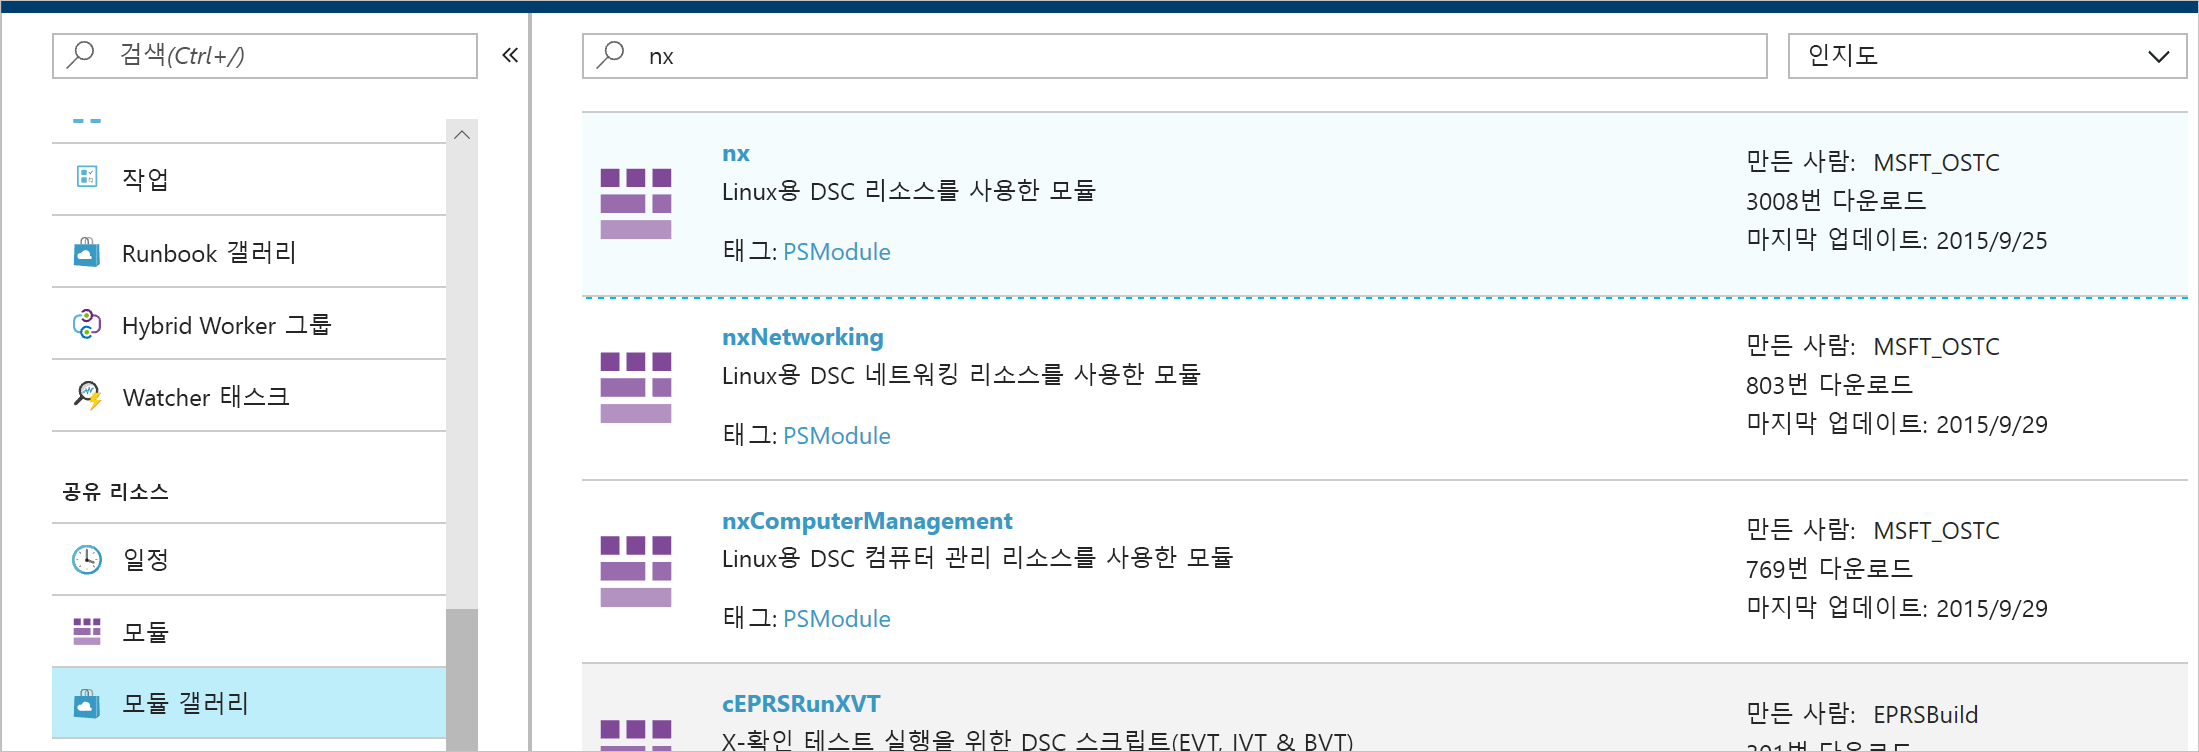 검색(Ctrl+/)
«
작업
Runbook 갤러리
Hybrid Worker 그룹
Watcher 태스크
공유 리소스
일정
모듈
모듈 갤러리
nx
인지도
nx
Linux용 DSC 리소스를 사용한 모듈
태그: PSModule
만든 사람: MSFT_OSTC
3008번 다운로드
마지막 업데이트: 2015/9/25
nxNetworking
Linux용 DSC 네트워킹 리소스를 사용한 모듈
태그: PSModule
만든 사람: MSFT_OSTC
803번 다운로드
마지막 업데이트: 2015/9/29
nxComputerManagement
Linux용 DSC 컴퓨터 관리 리소스를 사용한 모듈
태그: PSModule
만든 사람: MSFT_OSTC
769번 다운로드
마지막 업데이트: 2015/9/29
cEPRSRunXVT
X-확인 테스트 실행을 위한 DSC 스크립트(EVT, IVT & BVT)
만든 사람: EPRSBuild